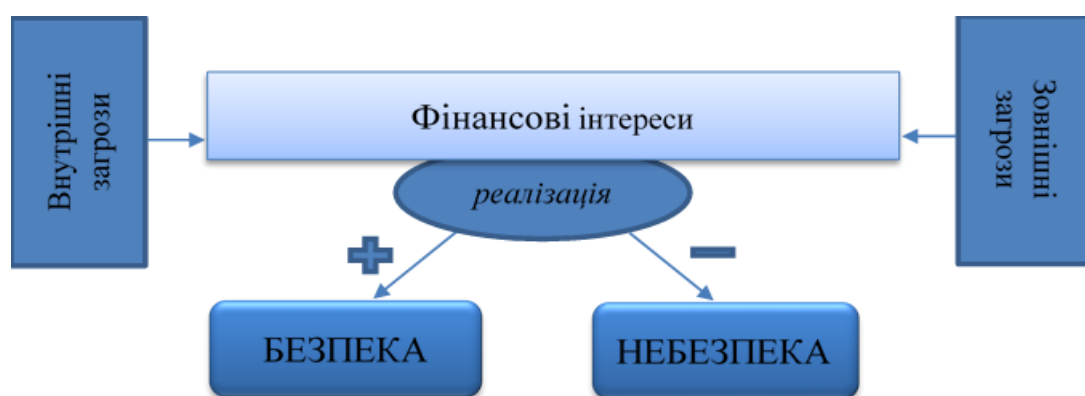 Внутрішні
загрози
Фінансові інтереси
Зовнішні
загрози
реалізація
БЕЗПЕКА
НЕБЕЗПЕКА